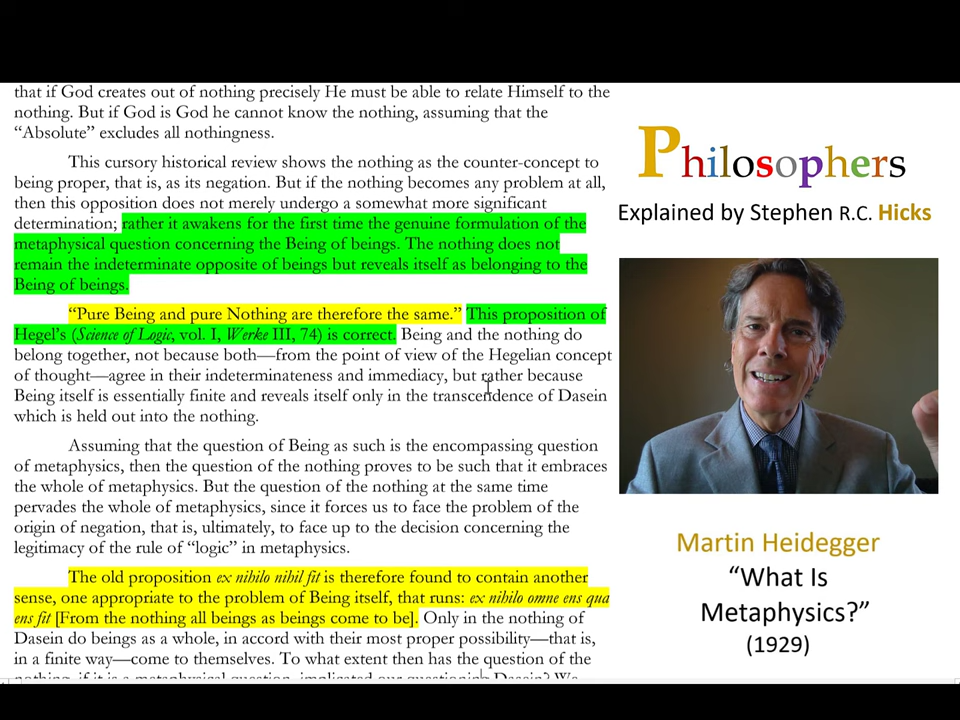 that if God creates out of nothing precisely He must be able to relate Himself to the
nothing. But if God is God he cannot know the nothing, assuming that the
“Absolute” excludes all nothingness.
This cursory historical review shows the nothing as the counter-concept to
being proper, that is, as its negation. But if the nothing becomes any problem at all,
then this opposition does not merely undergo a somewhat more significant
determination; rather it awakens for the first time the genuine formulation of the
metaphysical question concerning the Being of beings. The nothing does not
remain the indeterminate opposite of beings but reveals itself as belonging to the
Being of beings.
“Pure Being and pure Nothing are therefore the same.” This proposition of
Hegel’s (Science of Logic, vol. I, Werke III, 74) is correct. Being and the nothing do
belong together, not because both—from the point of view of the Hegelian concept
of thought—agree in their indeterminateness and immediacy, but rather because
Being itself is essentially finite and reveals itself only in the transcendence of Dasein
which is held out into the nothing.
Assuming that the question of Being as such is the encompassing question
of metaphysics, then the question of the nothing proves to be such that it embraces
the whole of metaphysics. But the question of the nothing at the same time
pervades the whole of metaphysics, since it forces us to face the problem of the
origin of negation, that is, ultimately, to face up to the decision concerning the
legitimacy of the rule of “logic” in metaphysics.
The old proposition ex nihilo nihil fit is therefore found to contain another
sense, one appropriate to the problem of Being itself, that runs: ex nihilo omne ens qua
ens fit [From the nothing all beings as beings come to be]. Only in the nothing of
Dasein do beings as a whole, in accord with their most proper possibility—that is,
in a finite way—come to themselves. To what extent then has the question of the
nothing, if it is a metaphysical question, implicated our questioning Dasein? We
Philosophers
Explained by Stephen R.C. Hicks
Martin Heidegger
“What Is
Metaphysics?”
(1929)